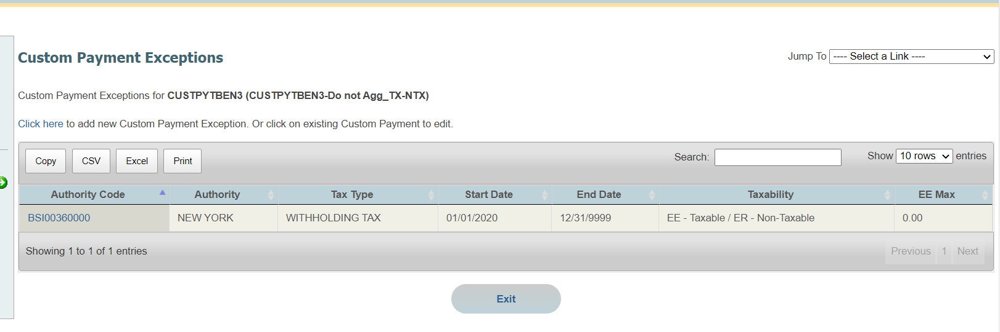 Custom Payment Exceptions
Jump To ---- Select a Link ----
Custom Payment Exceptions for CUSTPYTBEN3 (CUSTPYTBEN3-Do not Agg_TX-NTX)
Click here to add new Custom Payment Exception. Or click on existing Custom Payment to edit.
Copy CSV Excel Print Search: Show 10 rows entries
Authority Code Authority Tax Type Start Date End Date Taxability EE Max
BSI00360000 NEW YORK WITHHOLDING TAX 01/01/2020 12/31/9999 EE - Taxable / ER - Non-Taxable 0.00
Showing 1 to 1 of 1 entries Previous 1 Next
Exit